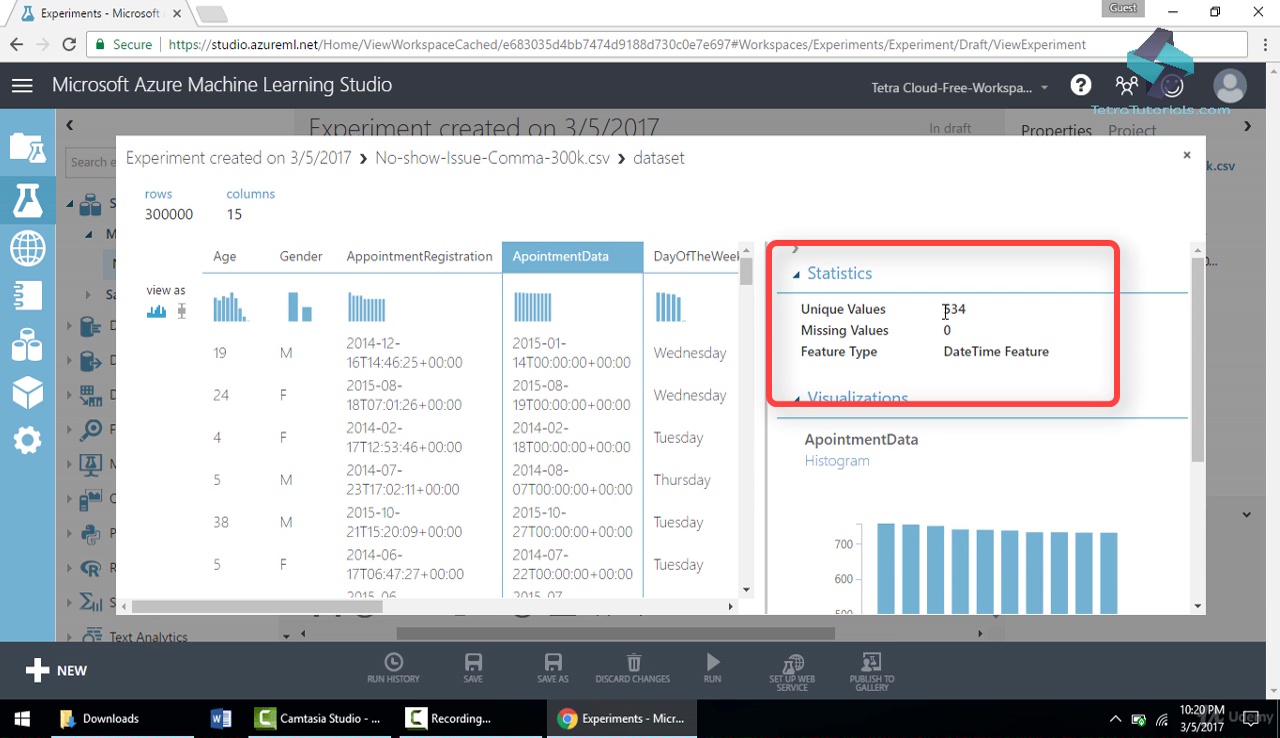 Experiments - Microsoft
Guest
Secure
https://studio.azureml.net/Home/ViewWorkspaceCached/e683035d4bb7474d9188d730c0e7e697#Workspaces/Experiments/Experiment/Draft/ViewExperiment
Microsoft Azure Machine Learning Studio
Tetra Cloud-Free-Workspa...
TetraTutorials.com
Experiment created on 3/5/2017
In draft
Properties Project
Search e
k.csv
Experiment created on 3/5/2017 > No-show-Issue-Comma-300k.csv > dataset
rows columns
300000 15
Age Gender AppointmentRegistration ApointmentData DayOfTheWeek
view as
19 M 2014-12-16T14:46:25+00:00 2015-01-14T00:00:00+00:00 Wednesday
24 F 2015-08-18T07:01:26+00:00 2015-08-19T00:00:00+00:00 Wednesday
4 F 2014-02-17T12:53:46+00:00 2014-02-18T00:00:00+00:00 Tuesday
5 M 2014-07-23T17:02:11+00:00 2014-08-07T00:00:00+00:00 Thursday
38 M 2015-10-21T15:20:09+00:00 2015-10-27T00:00:00+00:00 Tuesday
5 F 2014-06-17T06:47:27+00:00 2014-07-22T00:00:00+00:00 Tuesday
Statistics
Unique Values 534
Missing Values 0
Feature Type DateTime Feature
Visualizations
ApointmentData
Histogram
700
600
500
Text Analytics
NEW
RUN HISTORY
SAVE
SAVE AS
DISCARD CHANGES
RUN
SET UP WEB SERVICE
PUBLISH TO GALLERY
Downloads
Camtasia Studio - ...
Recording...
Experiments - Micr...
10:20 PM
3/5/2017
Udemy